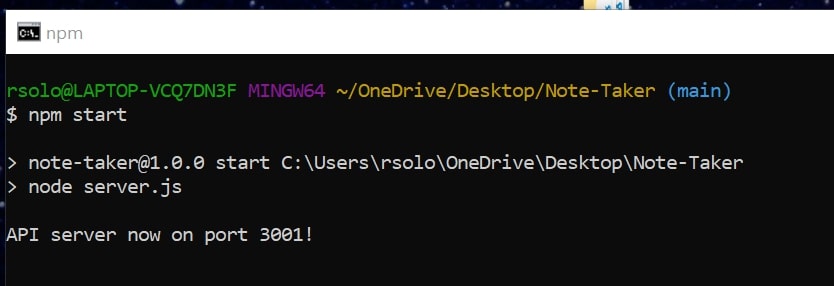 npm
rsolo@LAPTOP-VCQ7DN3F MINGW64 ~/OneDrive/Desktop/Note-Taker (main)
$ npm start
> note-taker@1.0.0 start C:\Users\rsolo\OneDrive\Desktop\Note-Taker
> node server.js
API server now on port 3001!